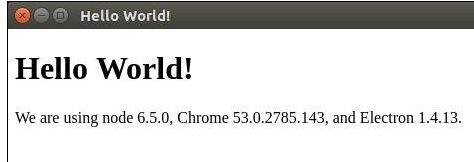 Hello World!
Hello World!
We are using node 6.5.0, Chrome 53.0.2785.143, and Electron 1.4.13.